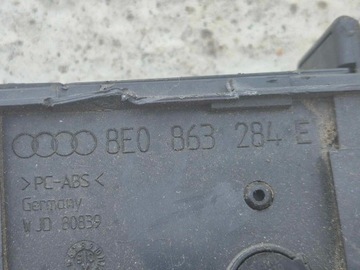 8E0 863 284 E
>PC-ABS<
Germany
WJD 80839